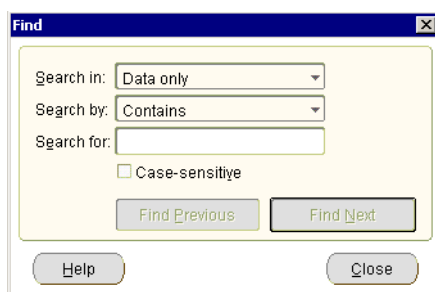 Find
Search in: Data only
Search by: Contains
Search for:
Case-sensitive
Find Previous Find Next
Help Close